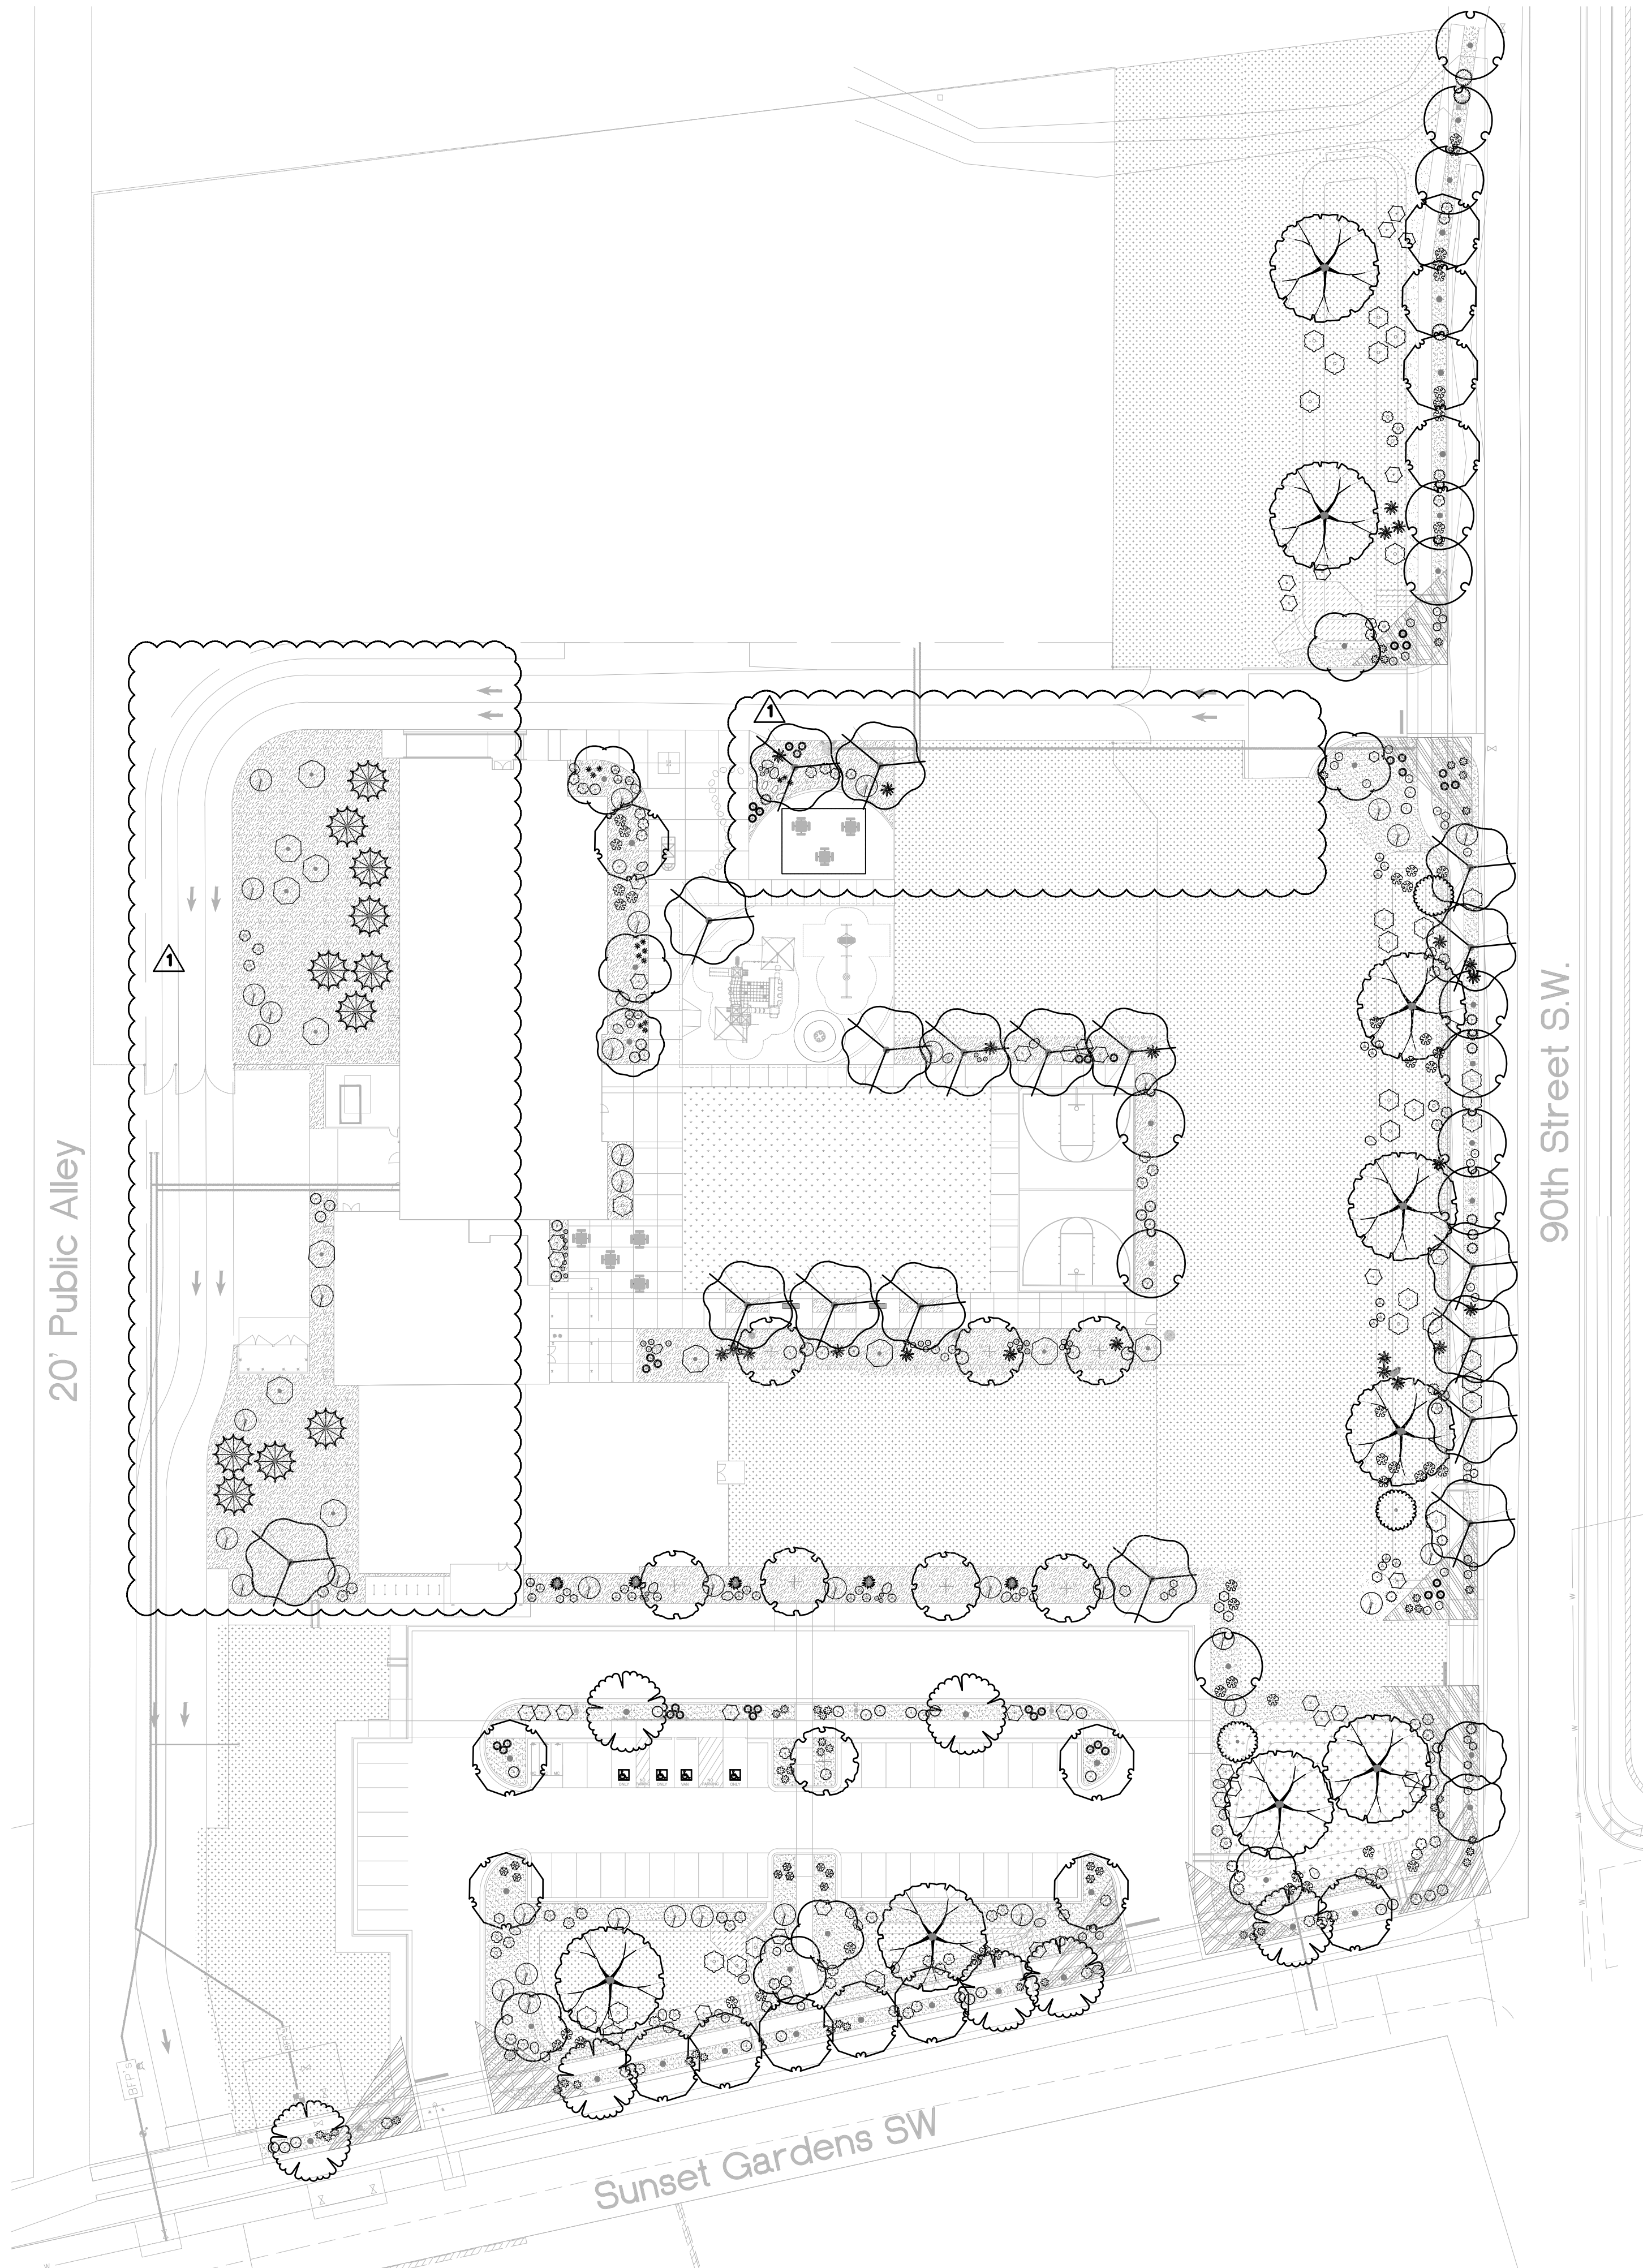 1
1
20' Public Alley
90th Street S.W.
Sunset Gardens SW